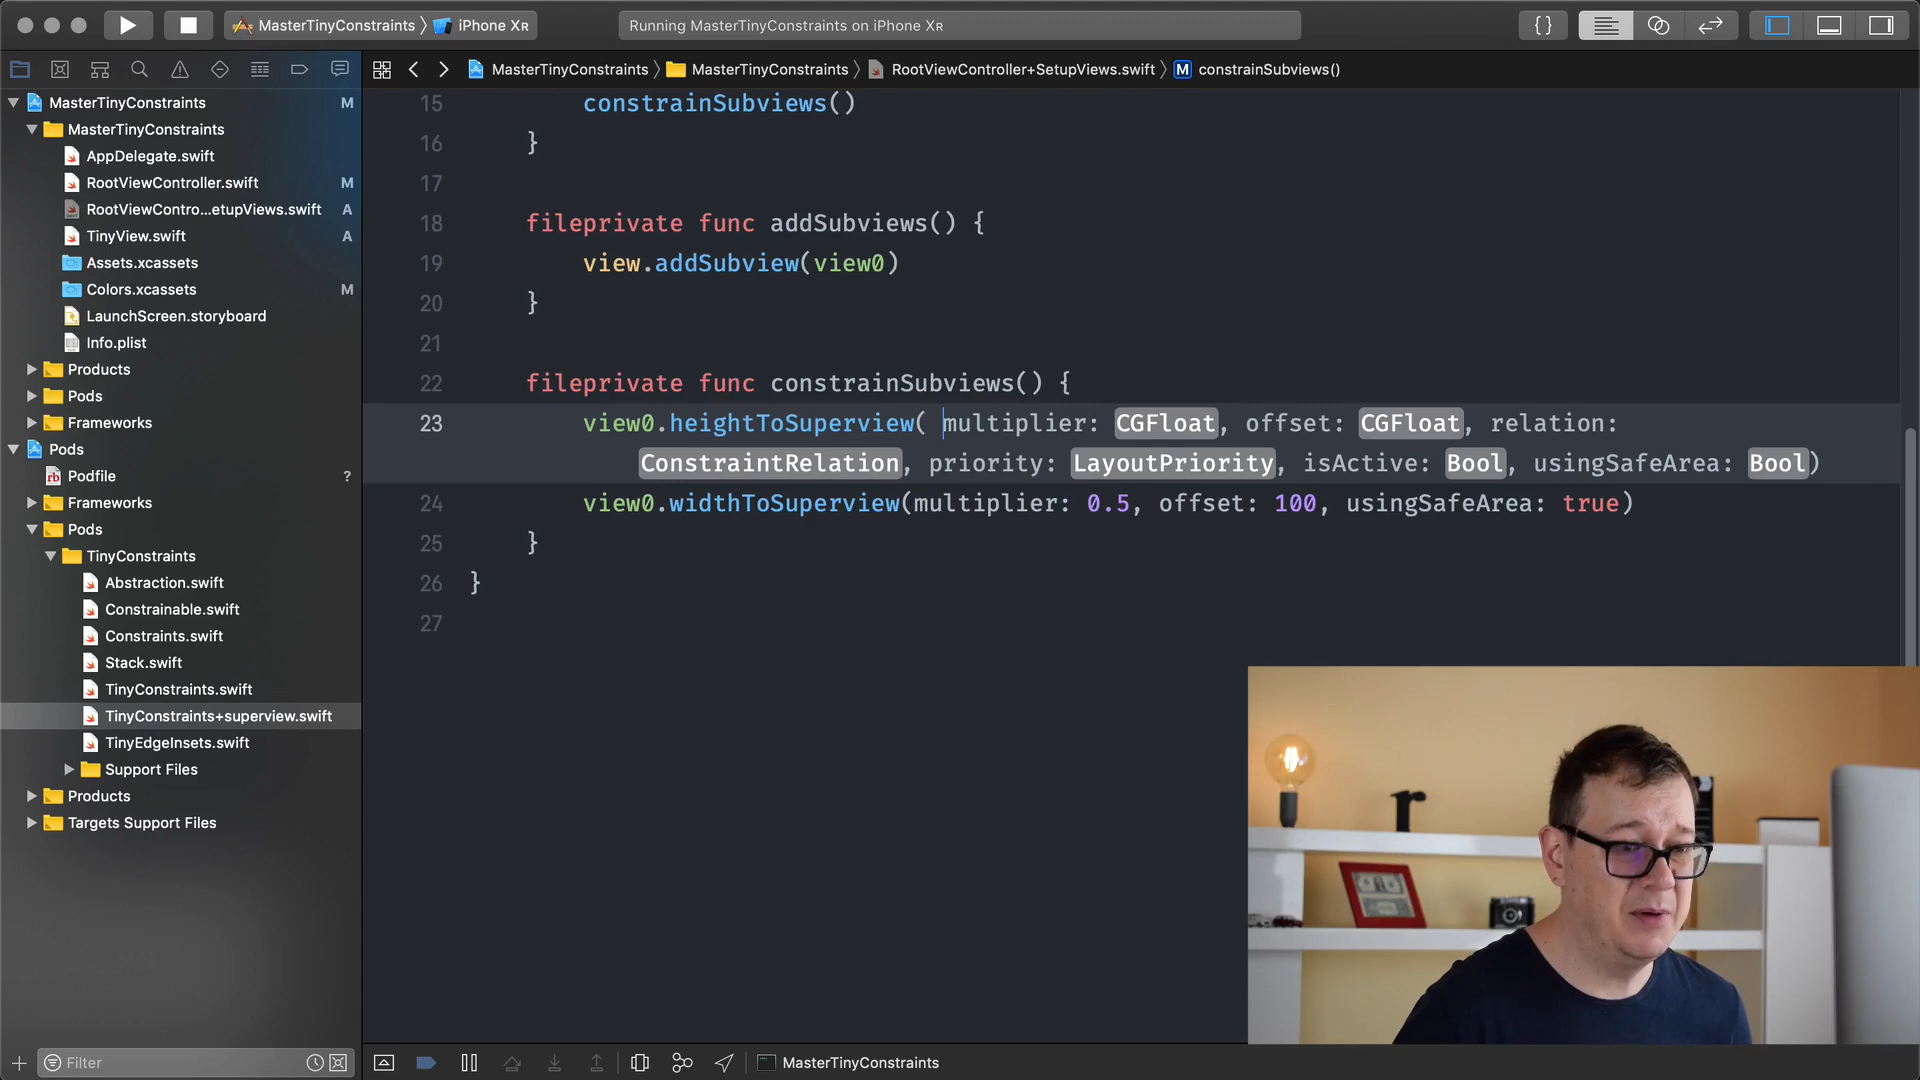 MasterTinyConstraints 〉 iPhone XR
Running MasterTinyConstraints on iPhone XR
{}
MasterTinyConstraints 〉 MasterTinyConstraints 〉 RootViewController+SetupViews.swift 〉 M constrainSubviews()
MasterTinyConstraints M
MasterTinyConstraints
AppDelegate.swift
RootViewController.swift M
RootViewContro...etupViews.swift A
TinyView.swift A
Assets.xcassets
Colors.xcassets M
LaunchScreen.storyboard
Info.plist
Products
Pods
Frameworks
Pods
rb Podfile ?
Frameworks
Pods
TinyConstraints
Abstraction.swift
Constrainable.swift
Constraints.swift
Stack.swift
TinyConstraints.swift
TinyConstraints+superview.swift
TinyEdgeInsets.swift
Support Files
Products
Targets Support Files
Filter
15 constrainSubviews()
16 }
17
18 fileprivate func addSubviews() {
19 view.addSubview(view0)
20 }
21
22 fileprivate func constrainSubviews() {
23 view0.heightToSuperview( multiplier: CGFloat, offset: CGFloat, relation:
ConstraintRelation, priority: LayoutPriority, isActive: Bool, usingSafeArea: Bool)
24 view0.widthToSuperview(multiplier: 0.5, offset: 100, usingSafeArea: true)
25 }
26 }
27
MasterTinyConstraints